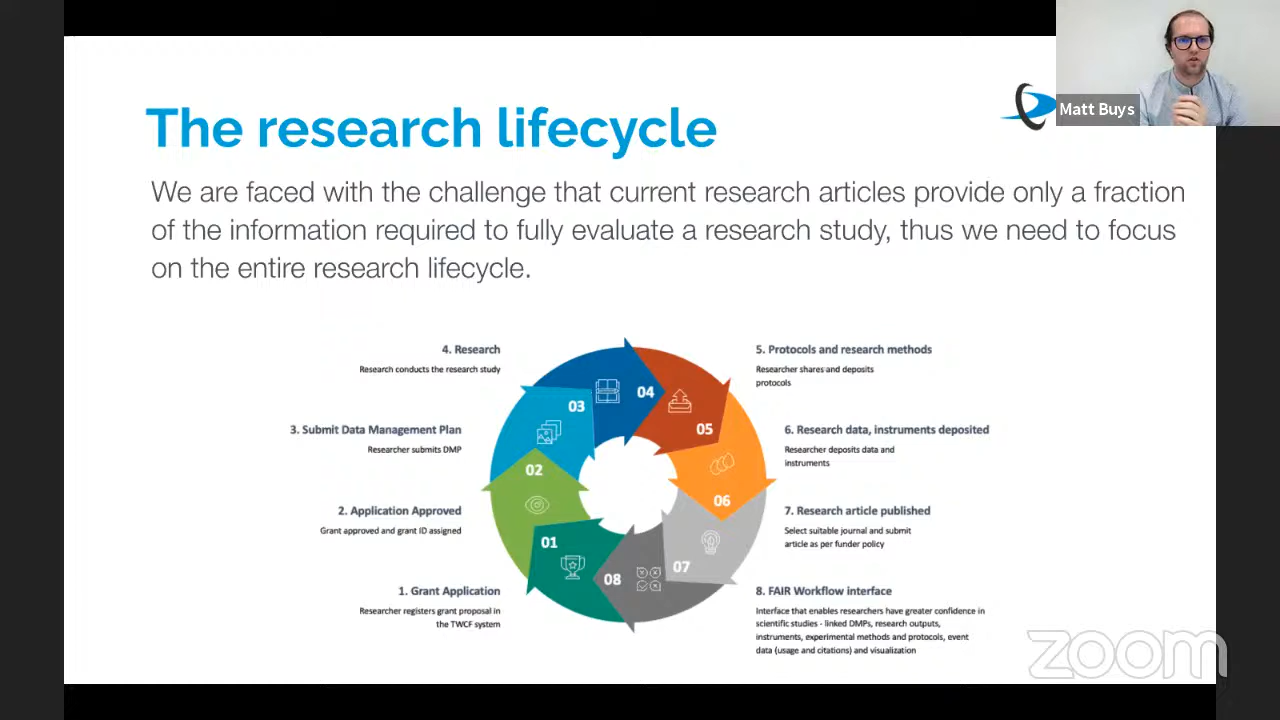 Matt Buys
The research lifecycle
We are faced with the challenge that current research articles provide only a fraction
of the information required to fully evaluate a research study, thus we need to focus
on the entire research lifecycle.
4. Research
Research conducts the research study
3. Submit Data Management Plan
Researcher submits DMP
2. Application Approved
Grant approved and grant ID assigned
1. Grant Application
Researcher registers grant proposal in
the TWCF system
04
03
05
02
06
01
07
08
5. Protocols and research methods
Researcher shares and deposits
protocols
6. Research data, instruments deposited
Researcher deposits data and
instruments
7. Research article published
Select suitable journal and submit
article as per funder policy
8. FAIR Workflow interface
Interface that enables researchers have greater confidence in
scientific studies - linked DMPs, research outputs,
instruments, experimental methods and protocols, event
data (usage and citations) and visualization
zoom